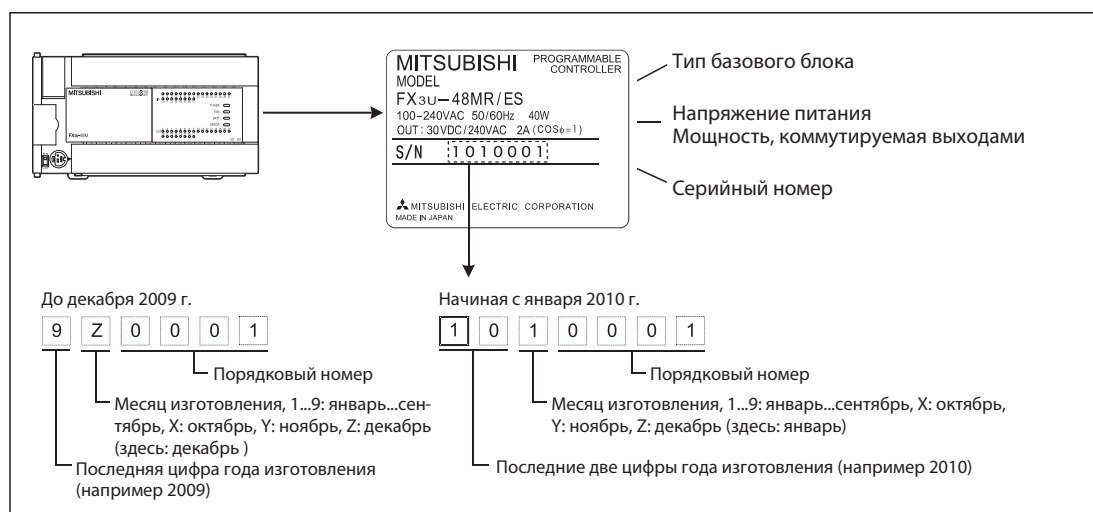 MITSUBISHI
MITSUBISHI
PROGRAMMABLE
CONTROLLER
MODEL
FX3U-48MR/ES
100-240VAC 50/60Hz 40W
OUT: 30VDC/240VAC 2A (COSφ=1)
S/N 1010001
MITSUBISHI ELECTRIC CORPORATION
MADE IN JAPAN
Тип базового блока
Напряжение питания
Мощность, коммутируемая выходами
Серийный номер
До декабря 2009 г.
9 Z 0 0 0 1
Порядковый номер
Месяц изготовления, 1...9: январь...сен-
тябрь, X: октябрь, Y: ноябрь, Z: декабрь
(здесь: декабрь )
Последняя цифра года изготовления
(например 2009)
Начиная с января 2010 г.
1 0 1 0 0 0 1
Порядковый номер
Месяц изготовления, 1...9: январь...сентябрь, X: октябрь,
Y: ноябрь, Z: декабрь (здесь: январь)
Последние две цифры года изготовления (например 2010)